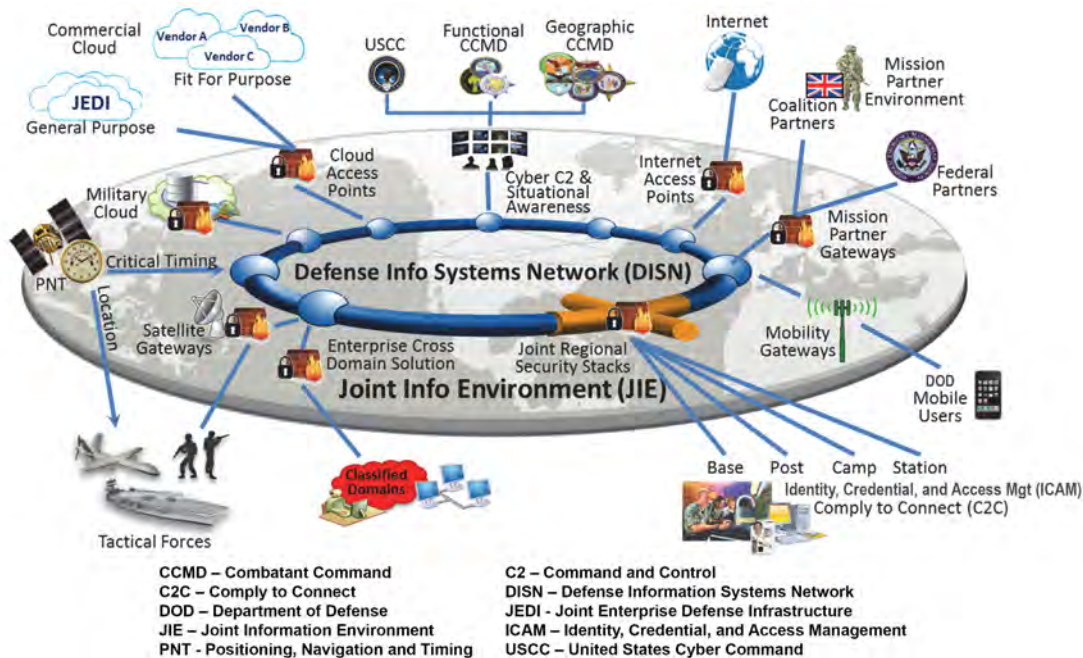 Commercial
Cloud
Vendor A
Vendor B
Vendor C
Fit For Purpose
JEDI
General Purpose
USCC
Functional
CCMD
Geographic
CCMD
Internet
Mission
Partner
Environment
Coalition
Partners
Federal
Partners
Cloud
Access
Points
Cyber C2 &
Situational
Awareness
Internet
Access
Points
Mission
Partner
Gateways
Military
Cloud
PNT
Critical Timing
Location
Defense Info Systems Network (DISN)
Satellite
Gateways
Enterprise Cross
Domain Solution
Joint Regional
Security Stacks
Mobility
Gateways
Joint Info Environment (JIE)
DOD
Mobile
Users
Classified
Domains
Tactical Forces
Base Post Camp Station
Identity, Credential, and Access Mgt (ICAM)
Comply to Connect (C2C)
CCMD – Combatant Command
C2C – Comply to Connect
DOD – Department of Defense
JIE – Joint Information Environment
PNT - Positioning, Navigation and Timing
C2 – Command and Control
DISN – Defense Information Systems Network
JEDI - Joint Enterprise Defense Infrastructure
ICAM – Identity, Credential, and Access Management
USCC – United States Cyber Command